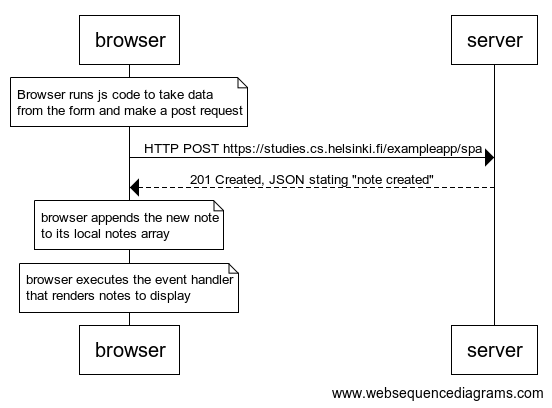 browser
server
Browser runs js code to take data
from the form and make a post request
HTTP POST https://studies.cs.helsinki.fi/exampleapp/spa
201 Created, JSON stating "note created"
browser appends the new note
to its local notes array
browser executes the event handler
that renders notes to display
browser
server
www.websequencediagrams.com